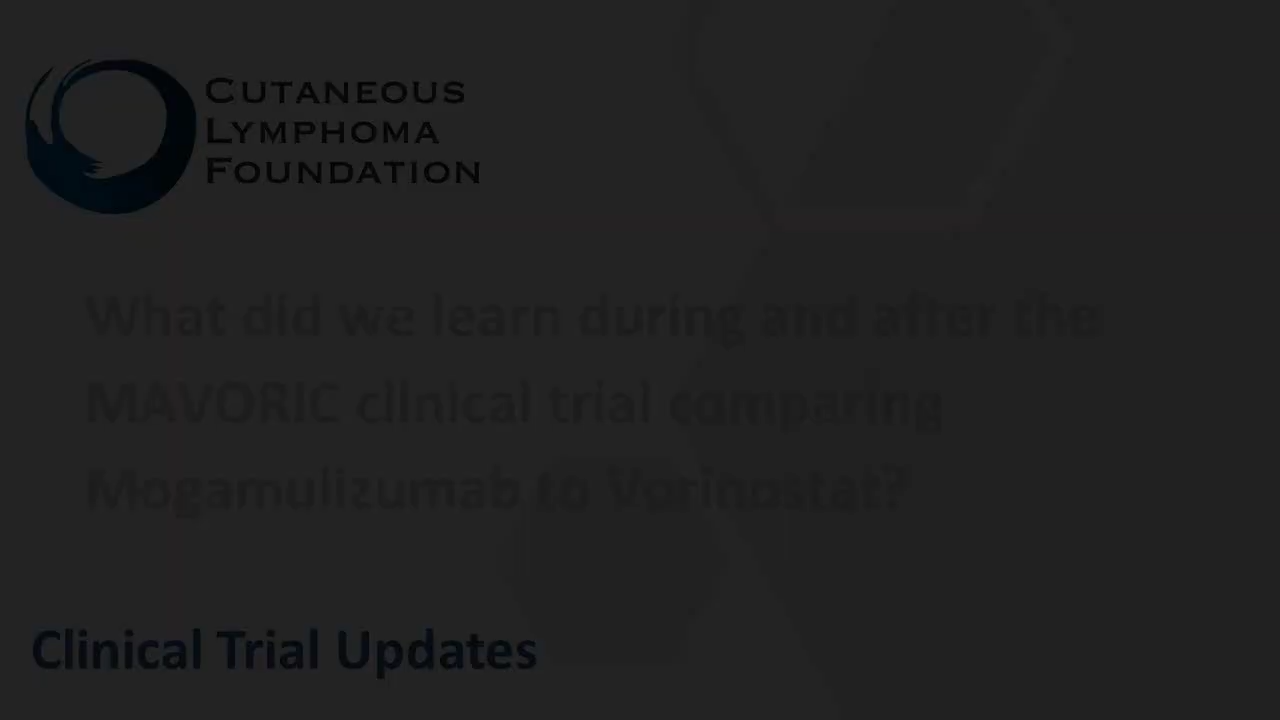 CUTANEOUS
LYMPHOMA
FOUNDATION
What did we learn during and after the
MAVORIC clinical trial comparing
Mogamulizumab to Vorinostat?
Clinical Trial Updates